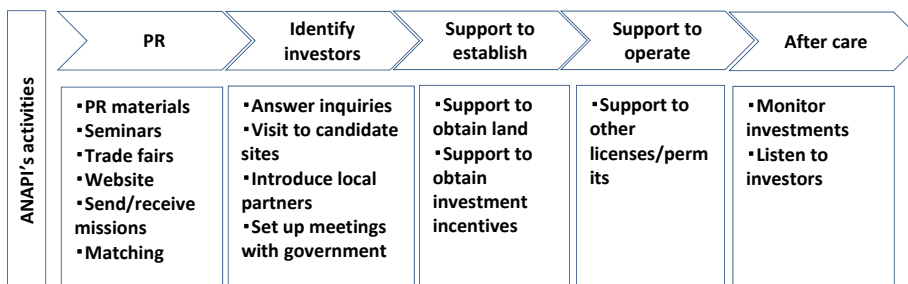 ANAPI's activities
PR
Identify
investors
Support to
establish
Support to
operate
After care
▪PR materials
▪Seminars
▪Trade fairs
▪Website
▪Send/receive
missions
▪Matching
▪Answer inquiries
▪Visit to candidate
sites
▪Introduce local
partners
▪Set up meetings
with government
▪Support to
obtain land
▪Support to
obtain
investment
incentives
▪Support to
other
licenses/perm
its
▪Monitor
investments
▪Listen to
investors